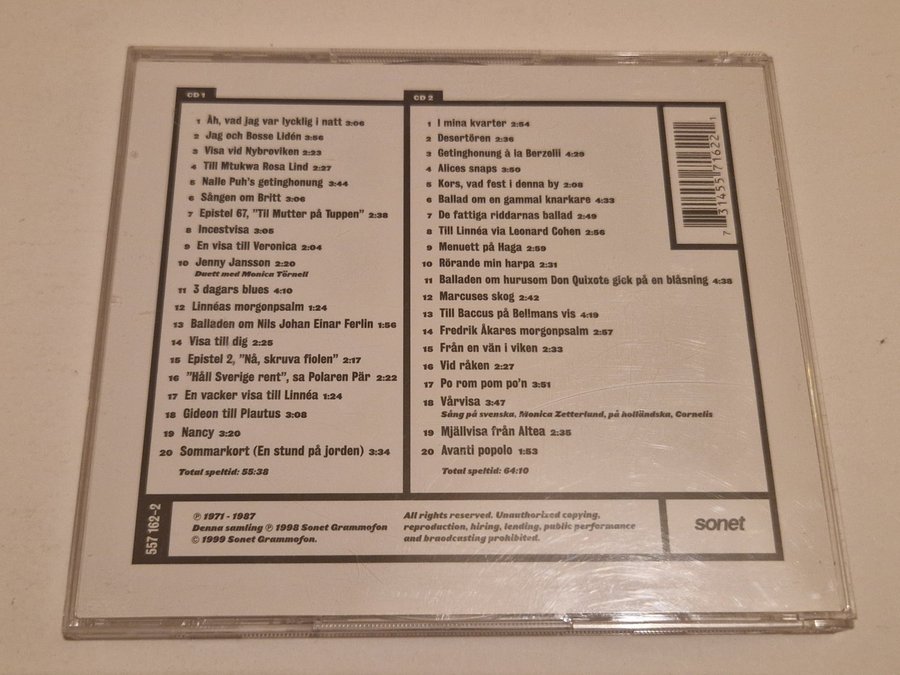 CD 1
1 Åh, vad jag var lycklig i natt 3:06
2 Jag och Bosse Lidén 3:56
3 Visa vid Nybroviken 2:23
4 Till Mtukwa Rosa Lind 2:27
5 Nalle Puh's getinghonung 3:44
6 Sången om Britt 3:06
7 Epistel 67, "Til Mutter på Tuppen" 2:38
8 Incestvisa 3:05
9 En visa till Veronica 2:04
10 Jenny Jansson 2:20
Duett med Monica Törnell
11 3 dagars blues 4:10
12 Linnéas morgonpsalm 1:24
13 Balladen om Nils Johan Einar Ferlin 1:56
14 Visa till dig 2:25
15 Epistel 2, "Nå, skruva fiolen" 2:17
16 "Håll Sverige rent", sa Polaren Pär 2:22
17 En vacker visa till Linnéa 1:24
18 Gideon till Plautus 3:08
19 Nancy 3:20
20 Sommarkort (En stund på jorden) 3:34
Total speltid: 55:38
CD 2
1 I mina kvarter 2:54
2 Desertören 2:36
3 Getinghonung à la Berzelii 4:29
4 Alices snaps 3:50
5 Kors, vad fest i denna by 2:08
6 Ballad om en gammal knarkare 4:33
7 De fattiga riddarnas ballad 2:49
8 Till Linnéa via Leonard Cohen 2:56
9 Menuett på Haga 2:59
10 Rörande min harpa 2:31
11 Balladen om hurusom Don Quixote gick på en blåsning 4:38
12 Marcuses skog 2:42
13 Till Baccus på Bellmans vis 4:19
14 Fredrik Åkares morgonpsalm 2:57
15 Från en vän i viken 2:33
16 Vid råken 2:27
17 Po rom pom po'n 3:51
18 Vårvisa 3:47
Sång på svenska, Monica Zetterlund, på holländska, Cornelis
19 Mjällvisa från Altea 2:35
20 Avanti popolo 1:53
Total speltid: 64:10
7 31455 71622 1
557 162-2
℗ 1971 - 1987
Denna samling ℗ 1998 Sonet Grammofon
© 1999 Sonet Grammofon.
All rights reserved. Unauthorized copying,
reproduction, hiring, lending, public performance
and braodcasting prohibited.
sonet